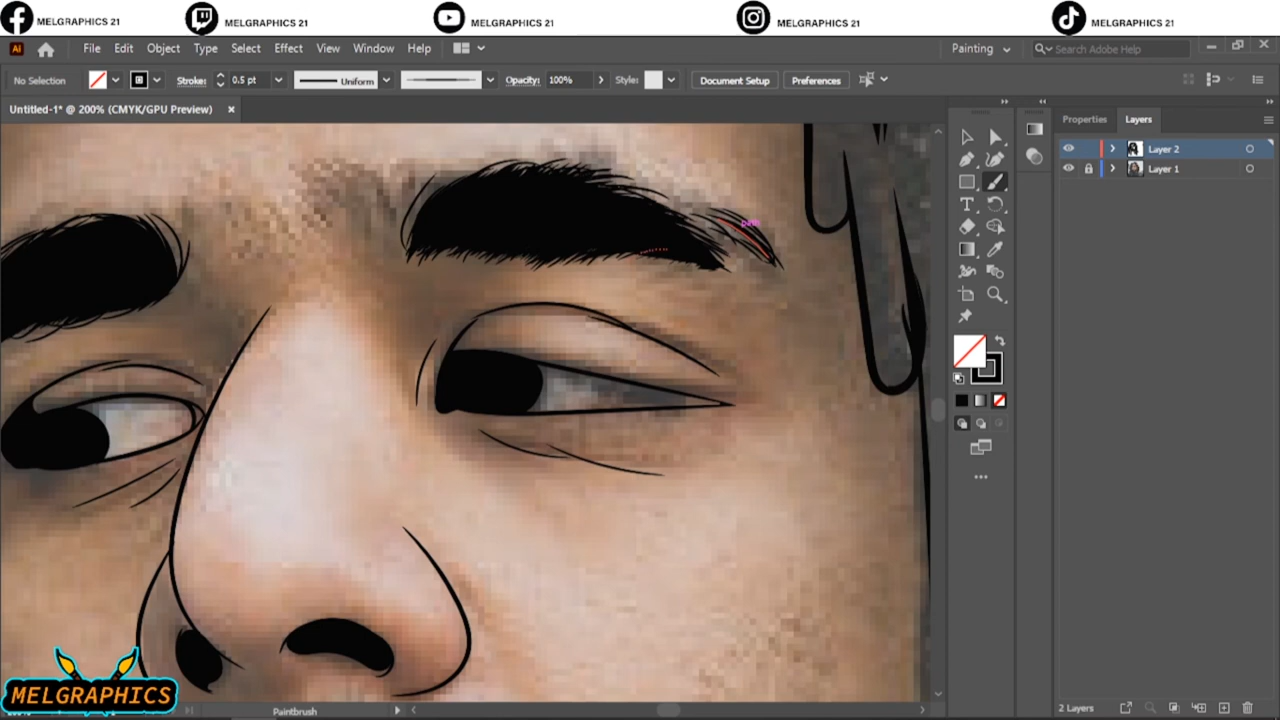 MELGRAPHICS 21 MELGRAPHICS 21 MELGRAPHICS 21 MELGRAPHICS 21 MELGRAPHICS 21
Ai File Edit Object Type Select Effect View Window Help Painting Search Adobe Help
No Selection Stroke: 0.5 pt Uniform Opacity: 100% Style: Document Setup Preferences
Untitled-1* @ 200% (CMYK/GPU Preview) Properties Layers
Layer 2
Layer 1
path
MELGRAPHICS
Paintbrush 2 Layers